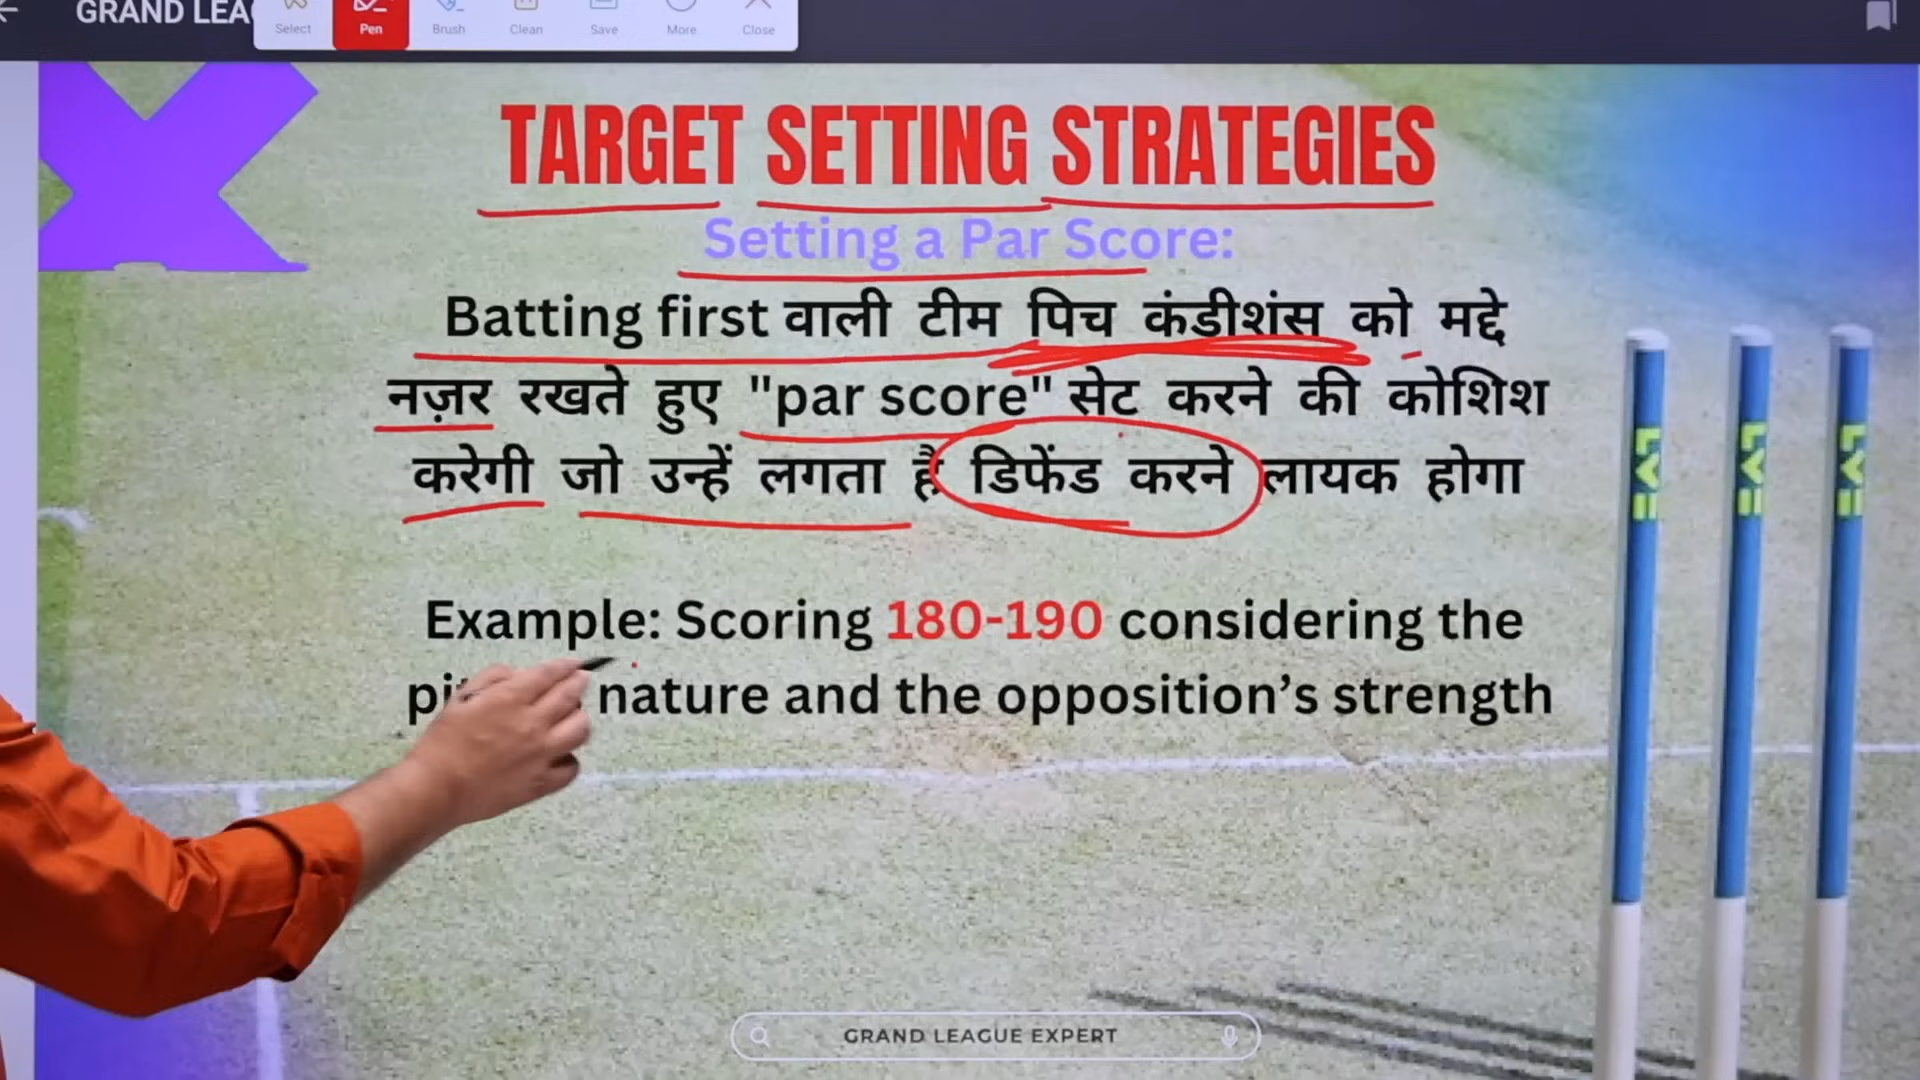 GRAND LEA
Select Pen Brush Clean Save More Close
TARGET SETTING STRATEGIES
Setting a Par Score:
Batting first वाली टीम पिच कंडीशंस को मद्दे
नज़र रखते हुए "par score" सेट करने की कोशिश
करेगी जो उन्हें लगता है डिफेंड करने लायक होगा
Example: Scoring 180-190 considering the
nature and the opposition's strength
GRAND LEAGUE EXPERT